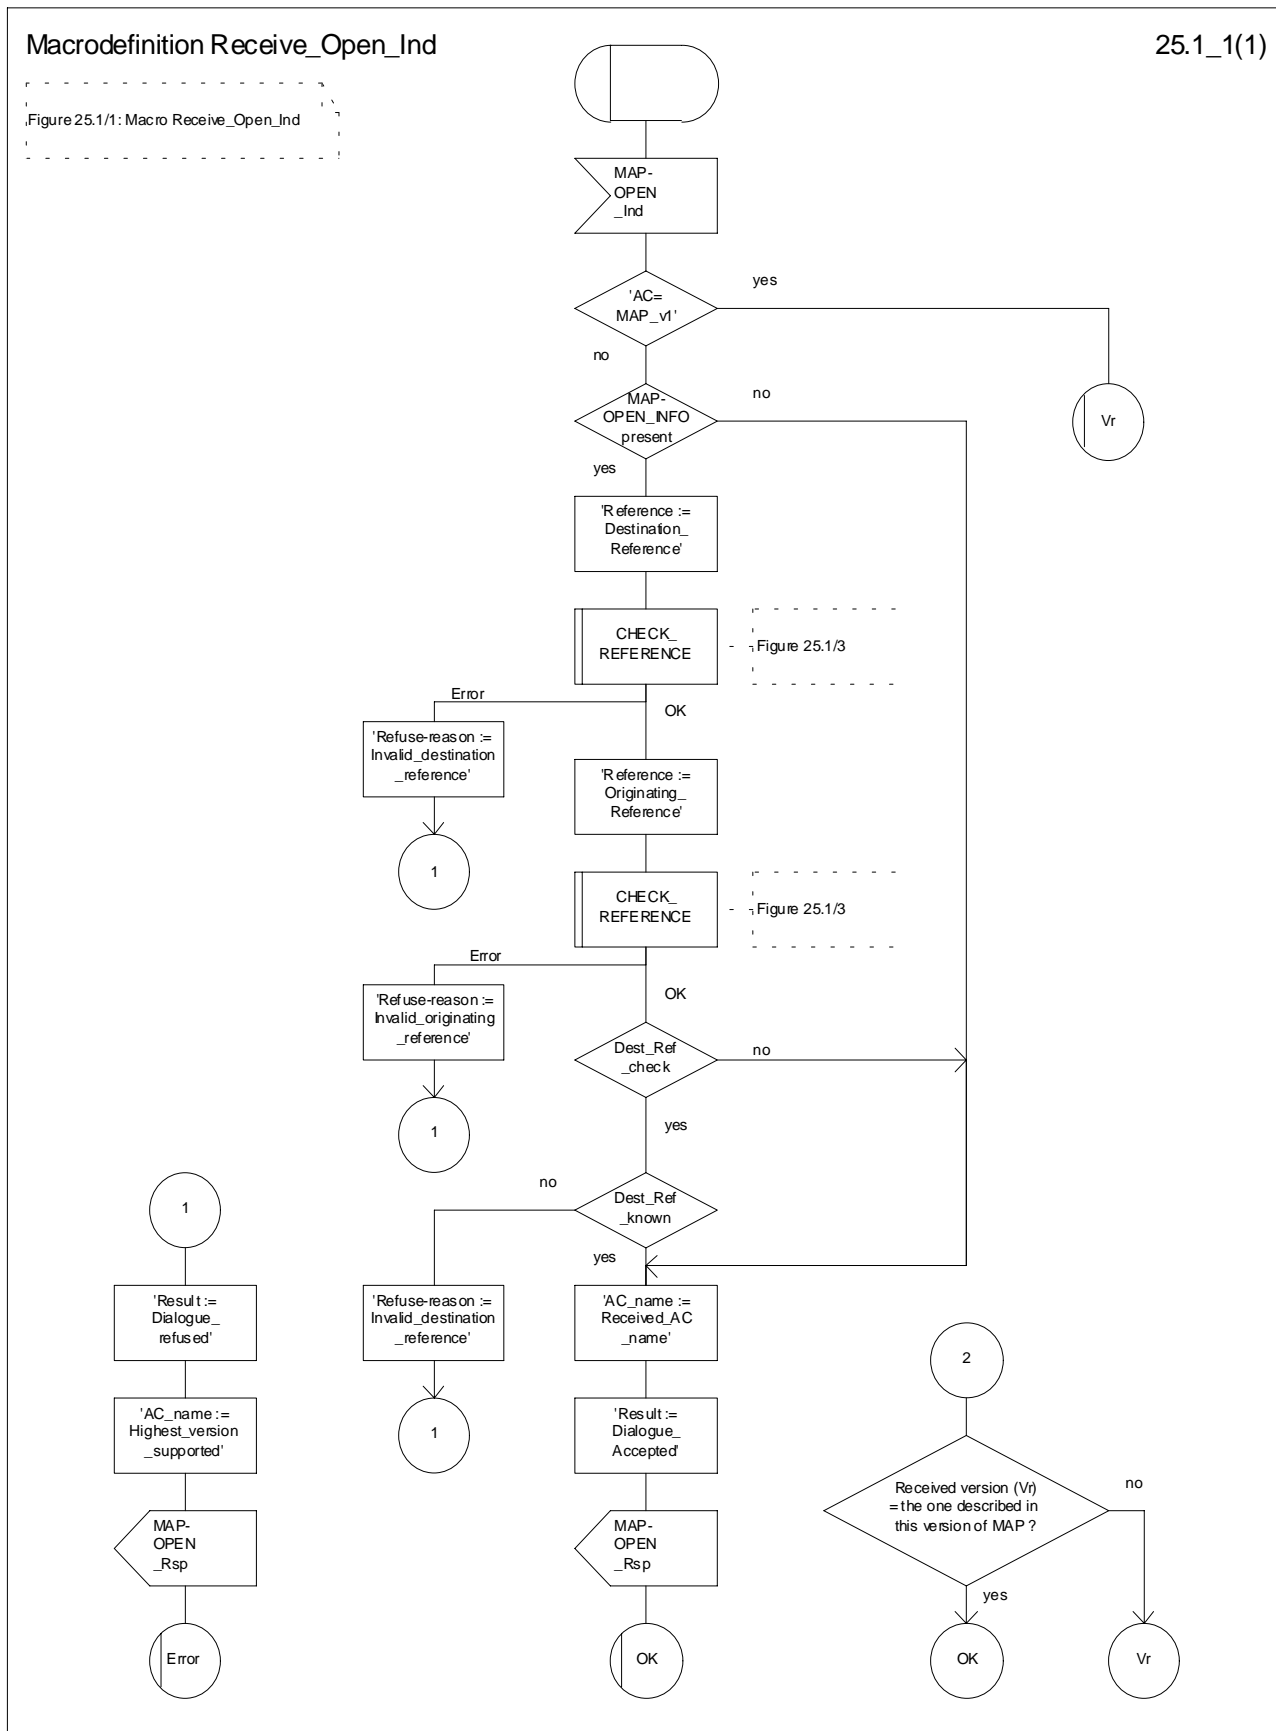 Macrodefinition Receive_Open_Ind
25.1_1(1)
Figure 25.1/1: Macro Receive_Open_Ind
MAP-
OPEN
_Ind
'AC=
MAP_v1'
yes
no
Vr
MAP-
OPEN_INFO
present
no
yes
'Reference :=
Destination_
Reference'
CHECK_
REFERENCE
Figure 25.1/3
Error
OK
'Refuse-reason :=
Invalid_destination
_reference'
1
'Reference :=
Originating_
Reference'
CHECK_
REFERENCE
Figure 25.1/3
Error
OK
'Refuse-reason :=
Invalid_originating
_reference'
1
Dest_Ref
_check
no
yes
Dest_Ref
_known
no
yes
1
'Result :=
Dialogue_
refused'
'AC_name :=
Highest_version
_supported'
MAP-
OPEN
_Rsp
Error
'Refuse-reason :=
Invalid_destination
_reference'
1
'AC_name :=
Received_AC
_name'
'Result :=
Dialogue_
Accepted'
MAP-
OPEN
_Rsp
OK
2
Received version (Vr)
= the one described in
this version of MAP ?
no
yes
OK
Vr